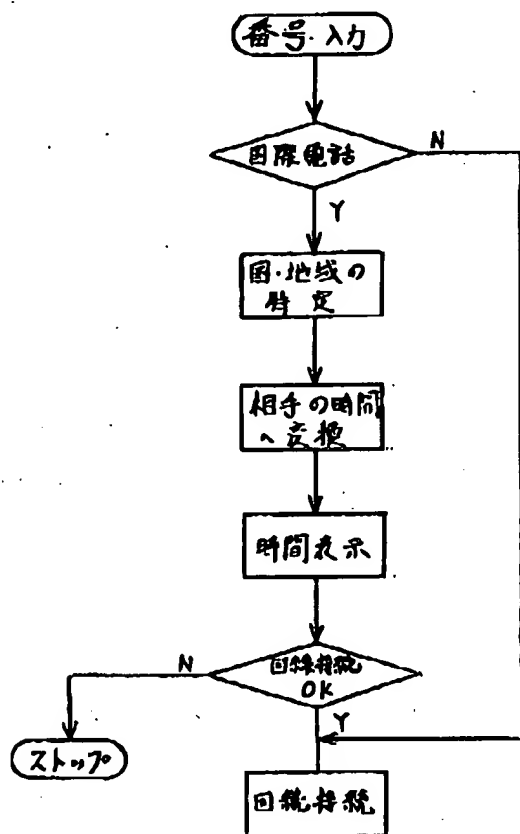 番号・入力
国際電話
N
Y
国・地域の
特定
相手の時間
へ変換
時間表示
回線接続
OK
N
Y
ストップ
回線接続